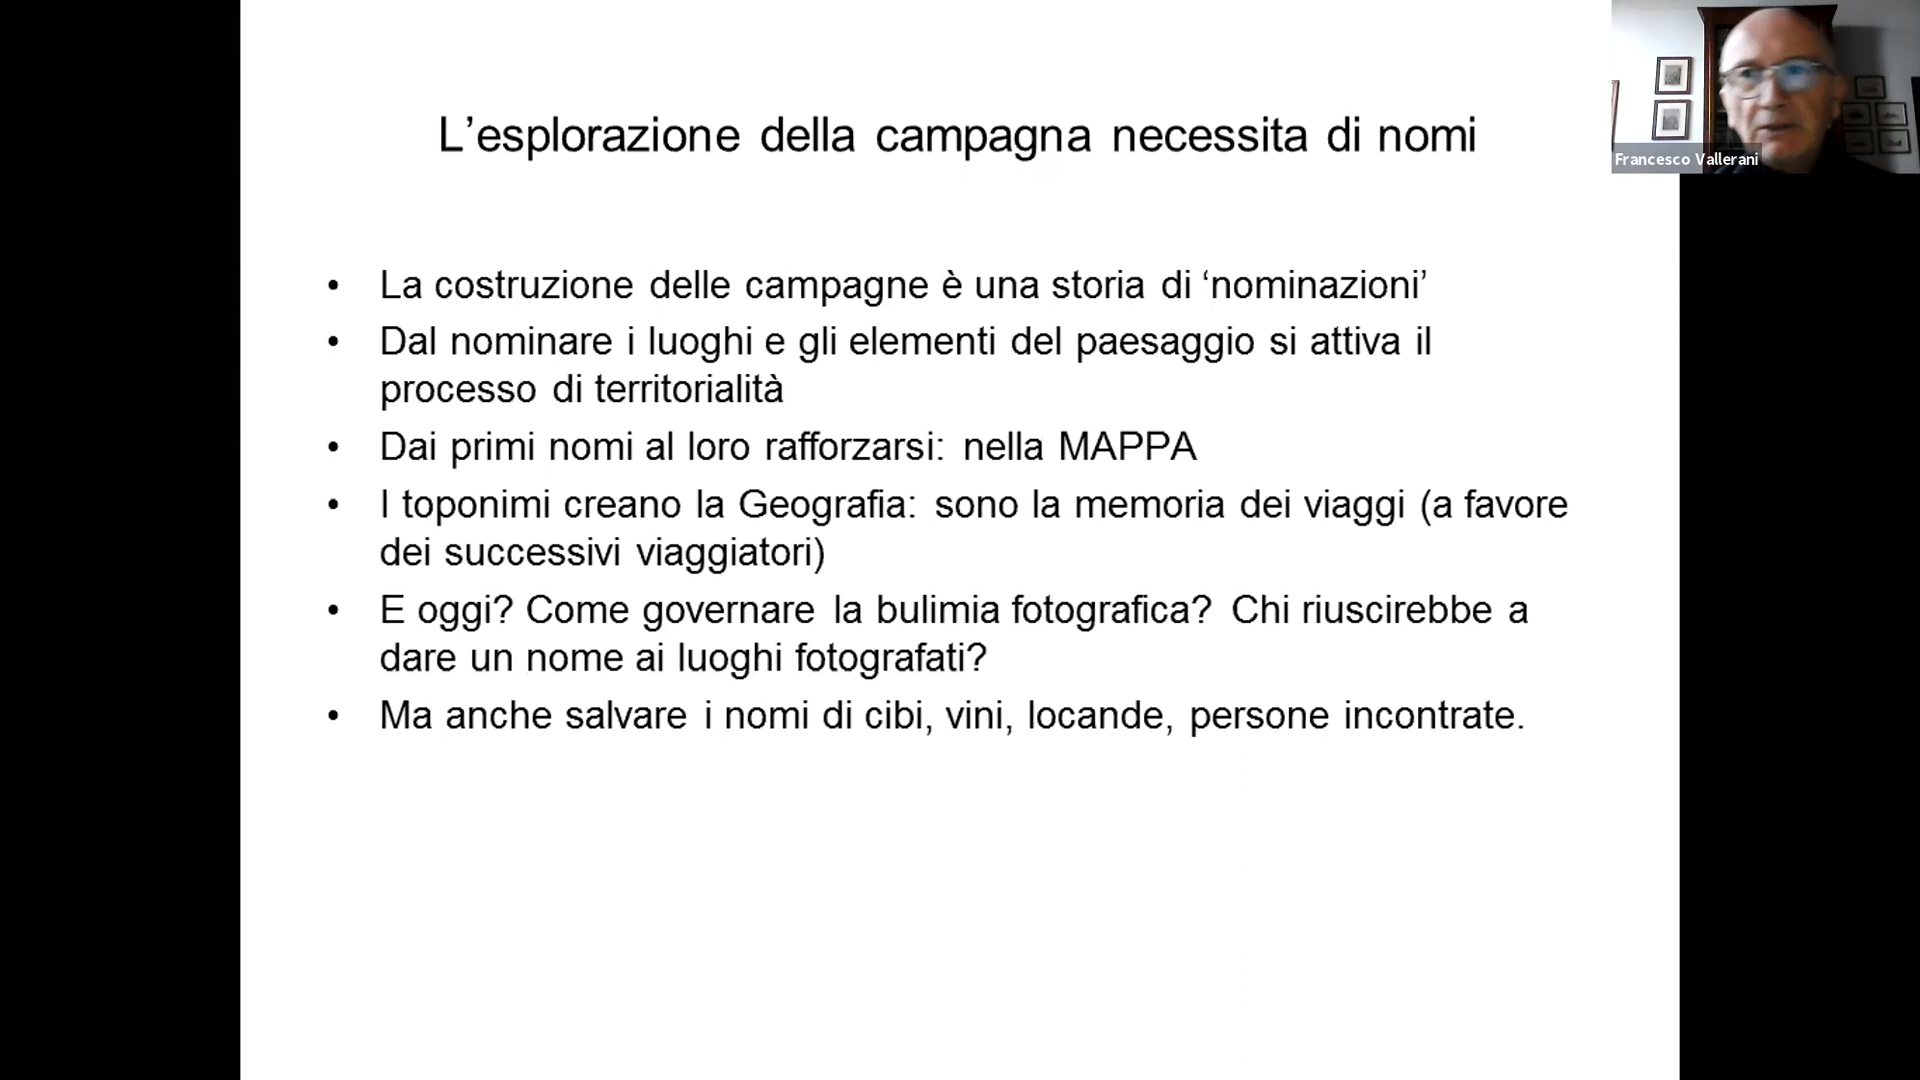 L’esplorazione della campagna necessita di nomi
Francesco Vallerani
• La costruzione delle campagne è una storia di ‘nominazioni’
• Dal nominare i luoghi e gli elementi del paesaggio si attiva il
processo di territorialità
• Dai primi nomi al loro rafforzarsi: nella MAPPA
• I toponimi creano la Geografia: sono la memoria dei viaggi (a favore
dei successivi viaggiatori)
• E oggi? Come governare la bulimia fotografica? Chi riuscirebbe a
dare un nome ai luoghi fotografati?
• Ma anche salvare i nomi di cibi, vini, locande, persone incontrate.